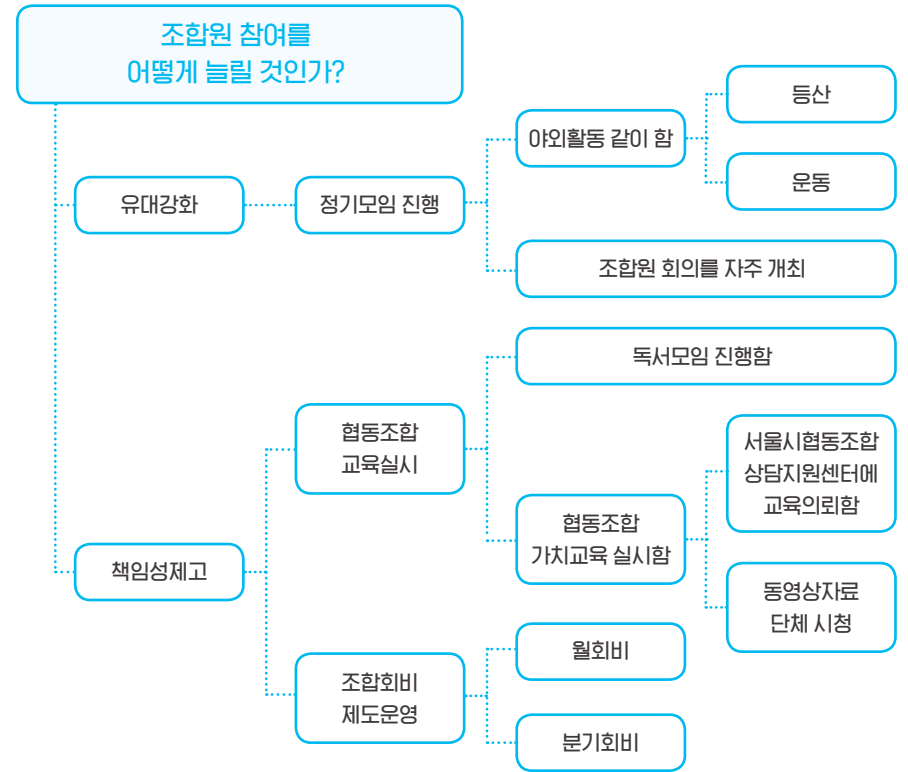 조합원 참여를
어떻게 늘릴 것인가?
유대강화
정기모임 진행
야외활동 같이 함
등산
운동
조합원 회의를 자주 개최
책임성제고
협동조합
교육실시
독서모임 진행함
협동조합
가치교육 실시함
서울시협동조합
상담지원센터에
교육의뢰함
동영상자료
단체 시청
조합회비
제도운영
월회비
분기회비